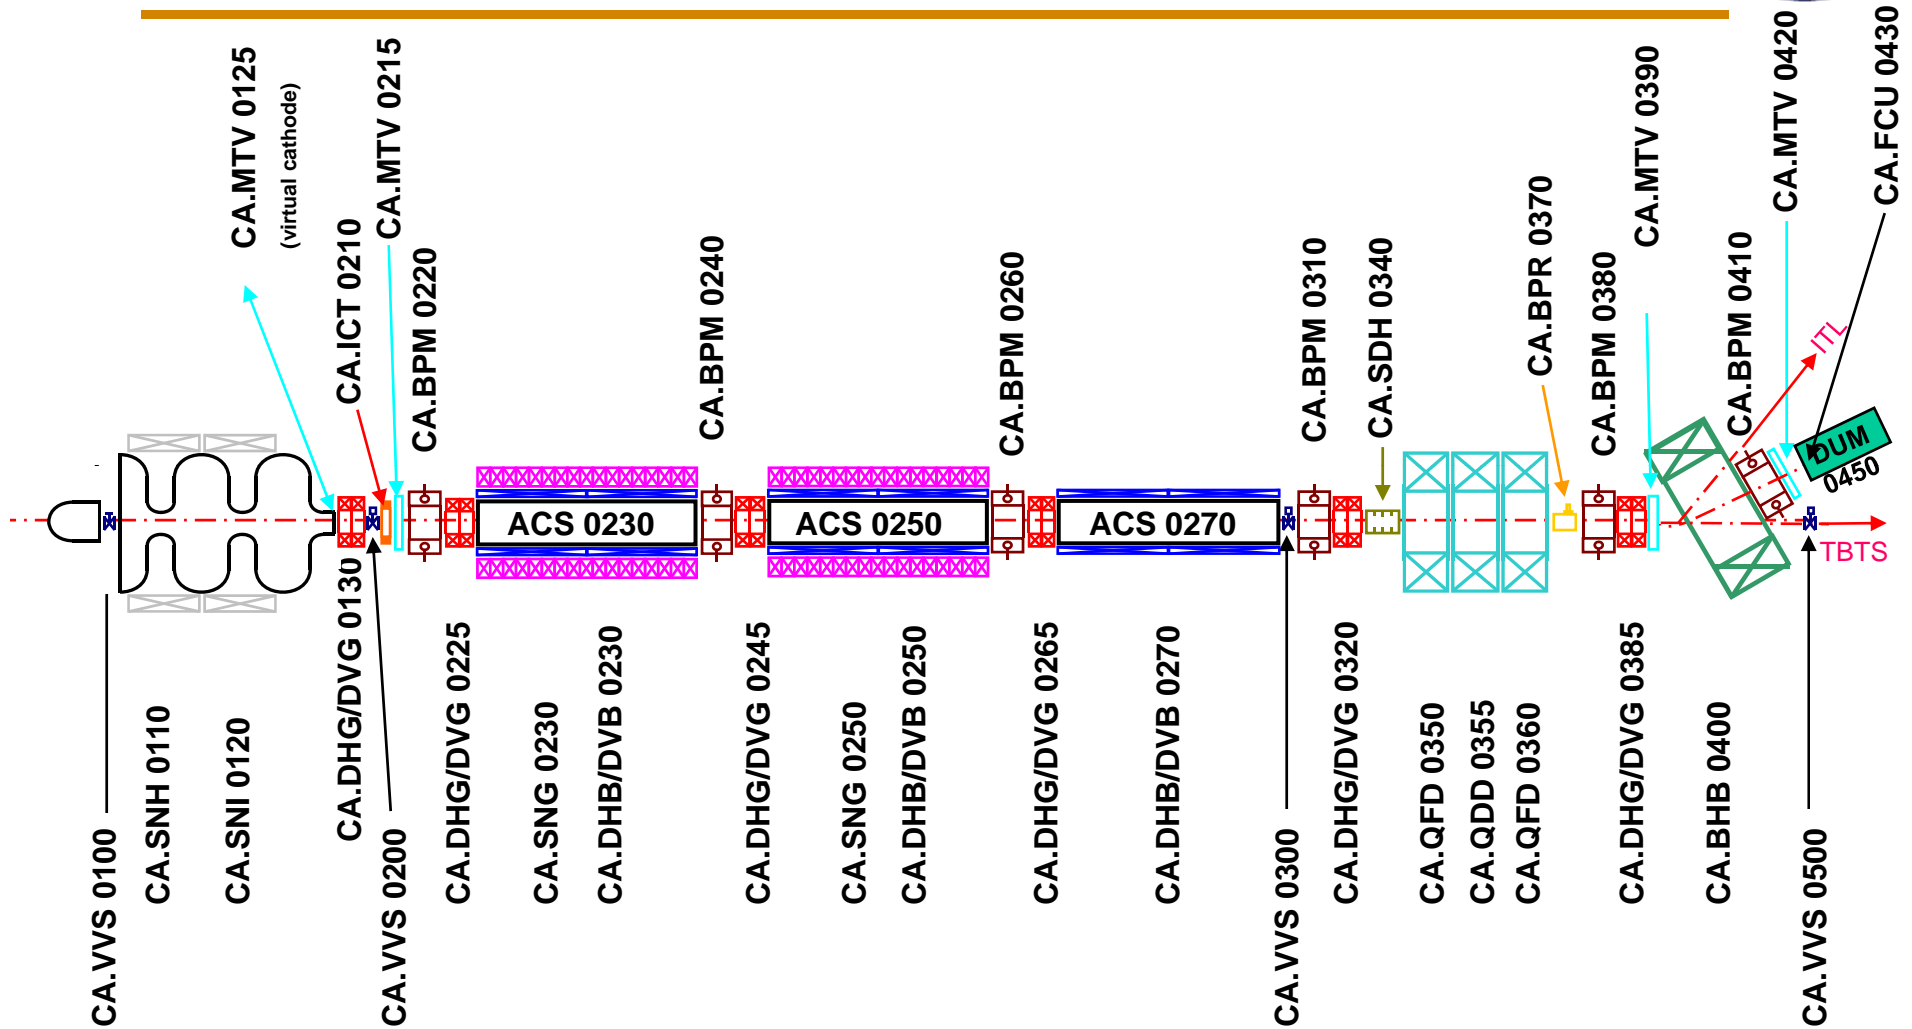 CA.MTV 0125
(virtual cathode)
CA.ICT 0210
CA.MTV 0215
CA.BPM 0220
CA.BPM 0240
CA.BPM 0260
CA.BPM 0310
CA.SDH 0340
CA.BPR 0370
CA.BPM 0380
CA.MTV 0390
CA.BPM 0410
CA.MTV 0420
CA.FCU 0430
ITL
DUM
0450
TBTS
ACS 0230
ACS 0250
ACS 0270
CA.VVS 0100
CA.SNH 0110
CA.SNI 0120
CA.DHG/DVG 0130
CA.VVS 0200
CA.DHG/DVG 0225
CA.SNG 0230
CA.DHB/DVB 0230
CA.DHG/DVG 0245
CA.SNG 0250
CA.DHB/DVB 0250
CA.DHG/DVG 0265
CA.DHB/DVB 0270
CA.VVS 0300
CA.DHG/DVG 0320
CA.QFD 0350
CA.QDD 0355
CA.QFD 0360
CA.DHG/DVG 0385
CA.BHB 0400
CA.VVS 0500